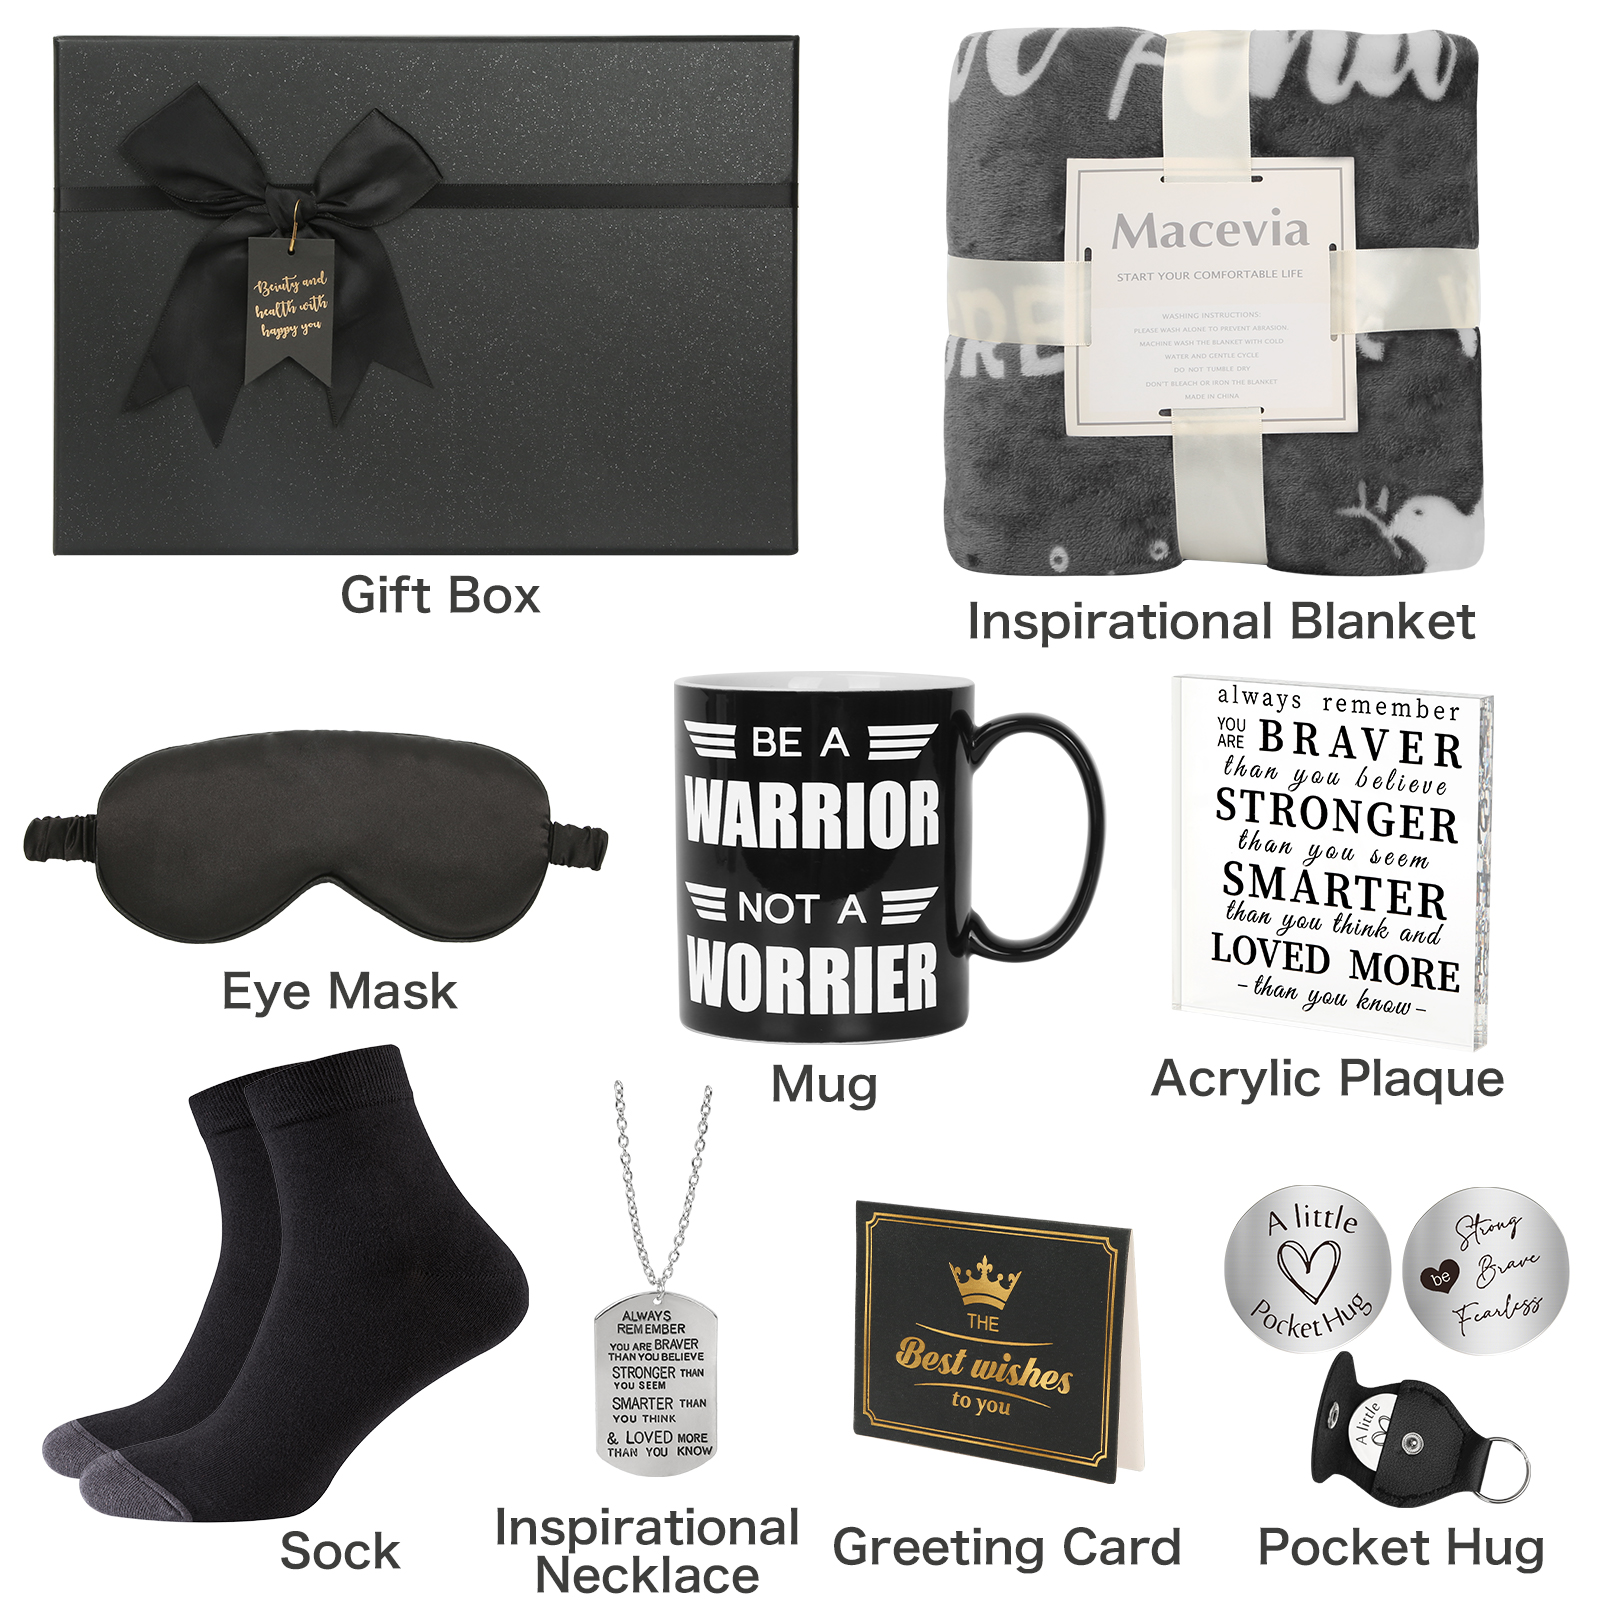 Beauty and
health with
happy you
Gift Box
Macevia
START YOUR COMFORTABLE LIFE
WASHING INSTRUCTIONS:
PLEASE WASH ALONE TO PREVENT ABRASION.
MACHINE WASH THE BLANKET WITH COLD
WATER AND GENTLE CYCLE
DO NOT TUMBLE DRY
DON'T BLEACH OR IRON THE BLANKET
MADE IN CHINA
Inspirational Blanket
Eye Mask
BE A
WARRIOR
NOT A
WORRIER
Mug
always remember
YOU ARE BRAVER
than you believe
STRONGER
than you seem
SMARTER
than you think and
LOVED MORE
- than you know -
Acrylic Plaque
Sock
ALWAYS
REMEMBER
YOU ARE BRAVER
THAN YOU BELIEVE
STRONGER THAN
YOU SEEM
SMARTER THAN
YOU THINK
& LOVED MORE
THAN YOU KNOW
Inspirational
Necklace
THE
Best wishes
to you
Greeting Card
A little
Pocket Hug
Strong
be Brave
Fearless
A little
Pocket Hug